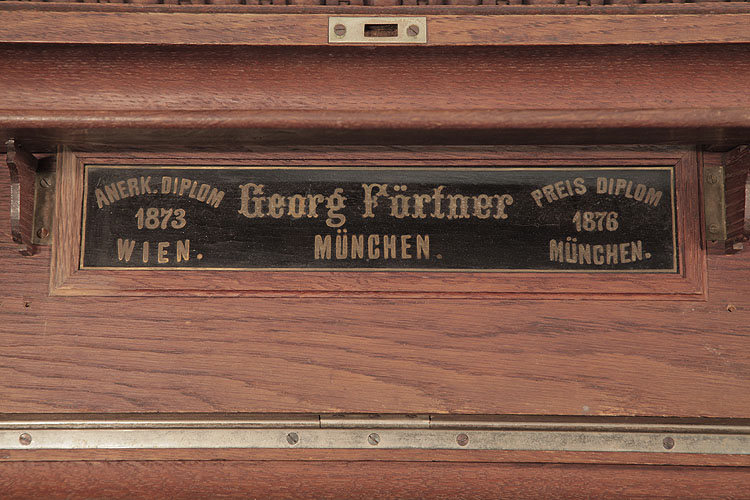 ANERK. DIPLOM
1873
WIEN.
Georg Förtner
MÜNCHEN.
PREIS DIPLOM
1876
MÜNCHEN.